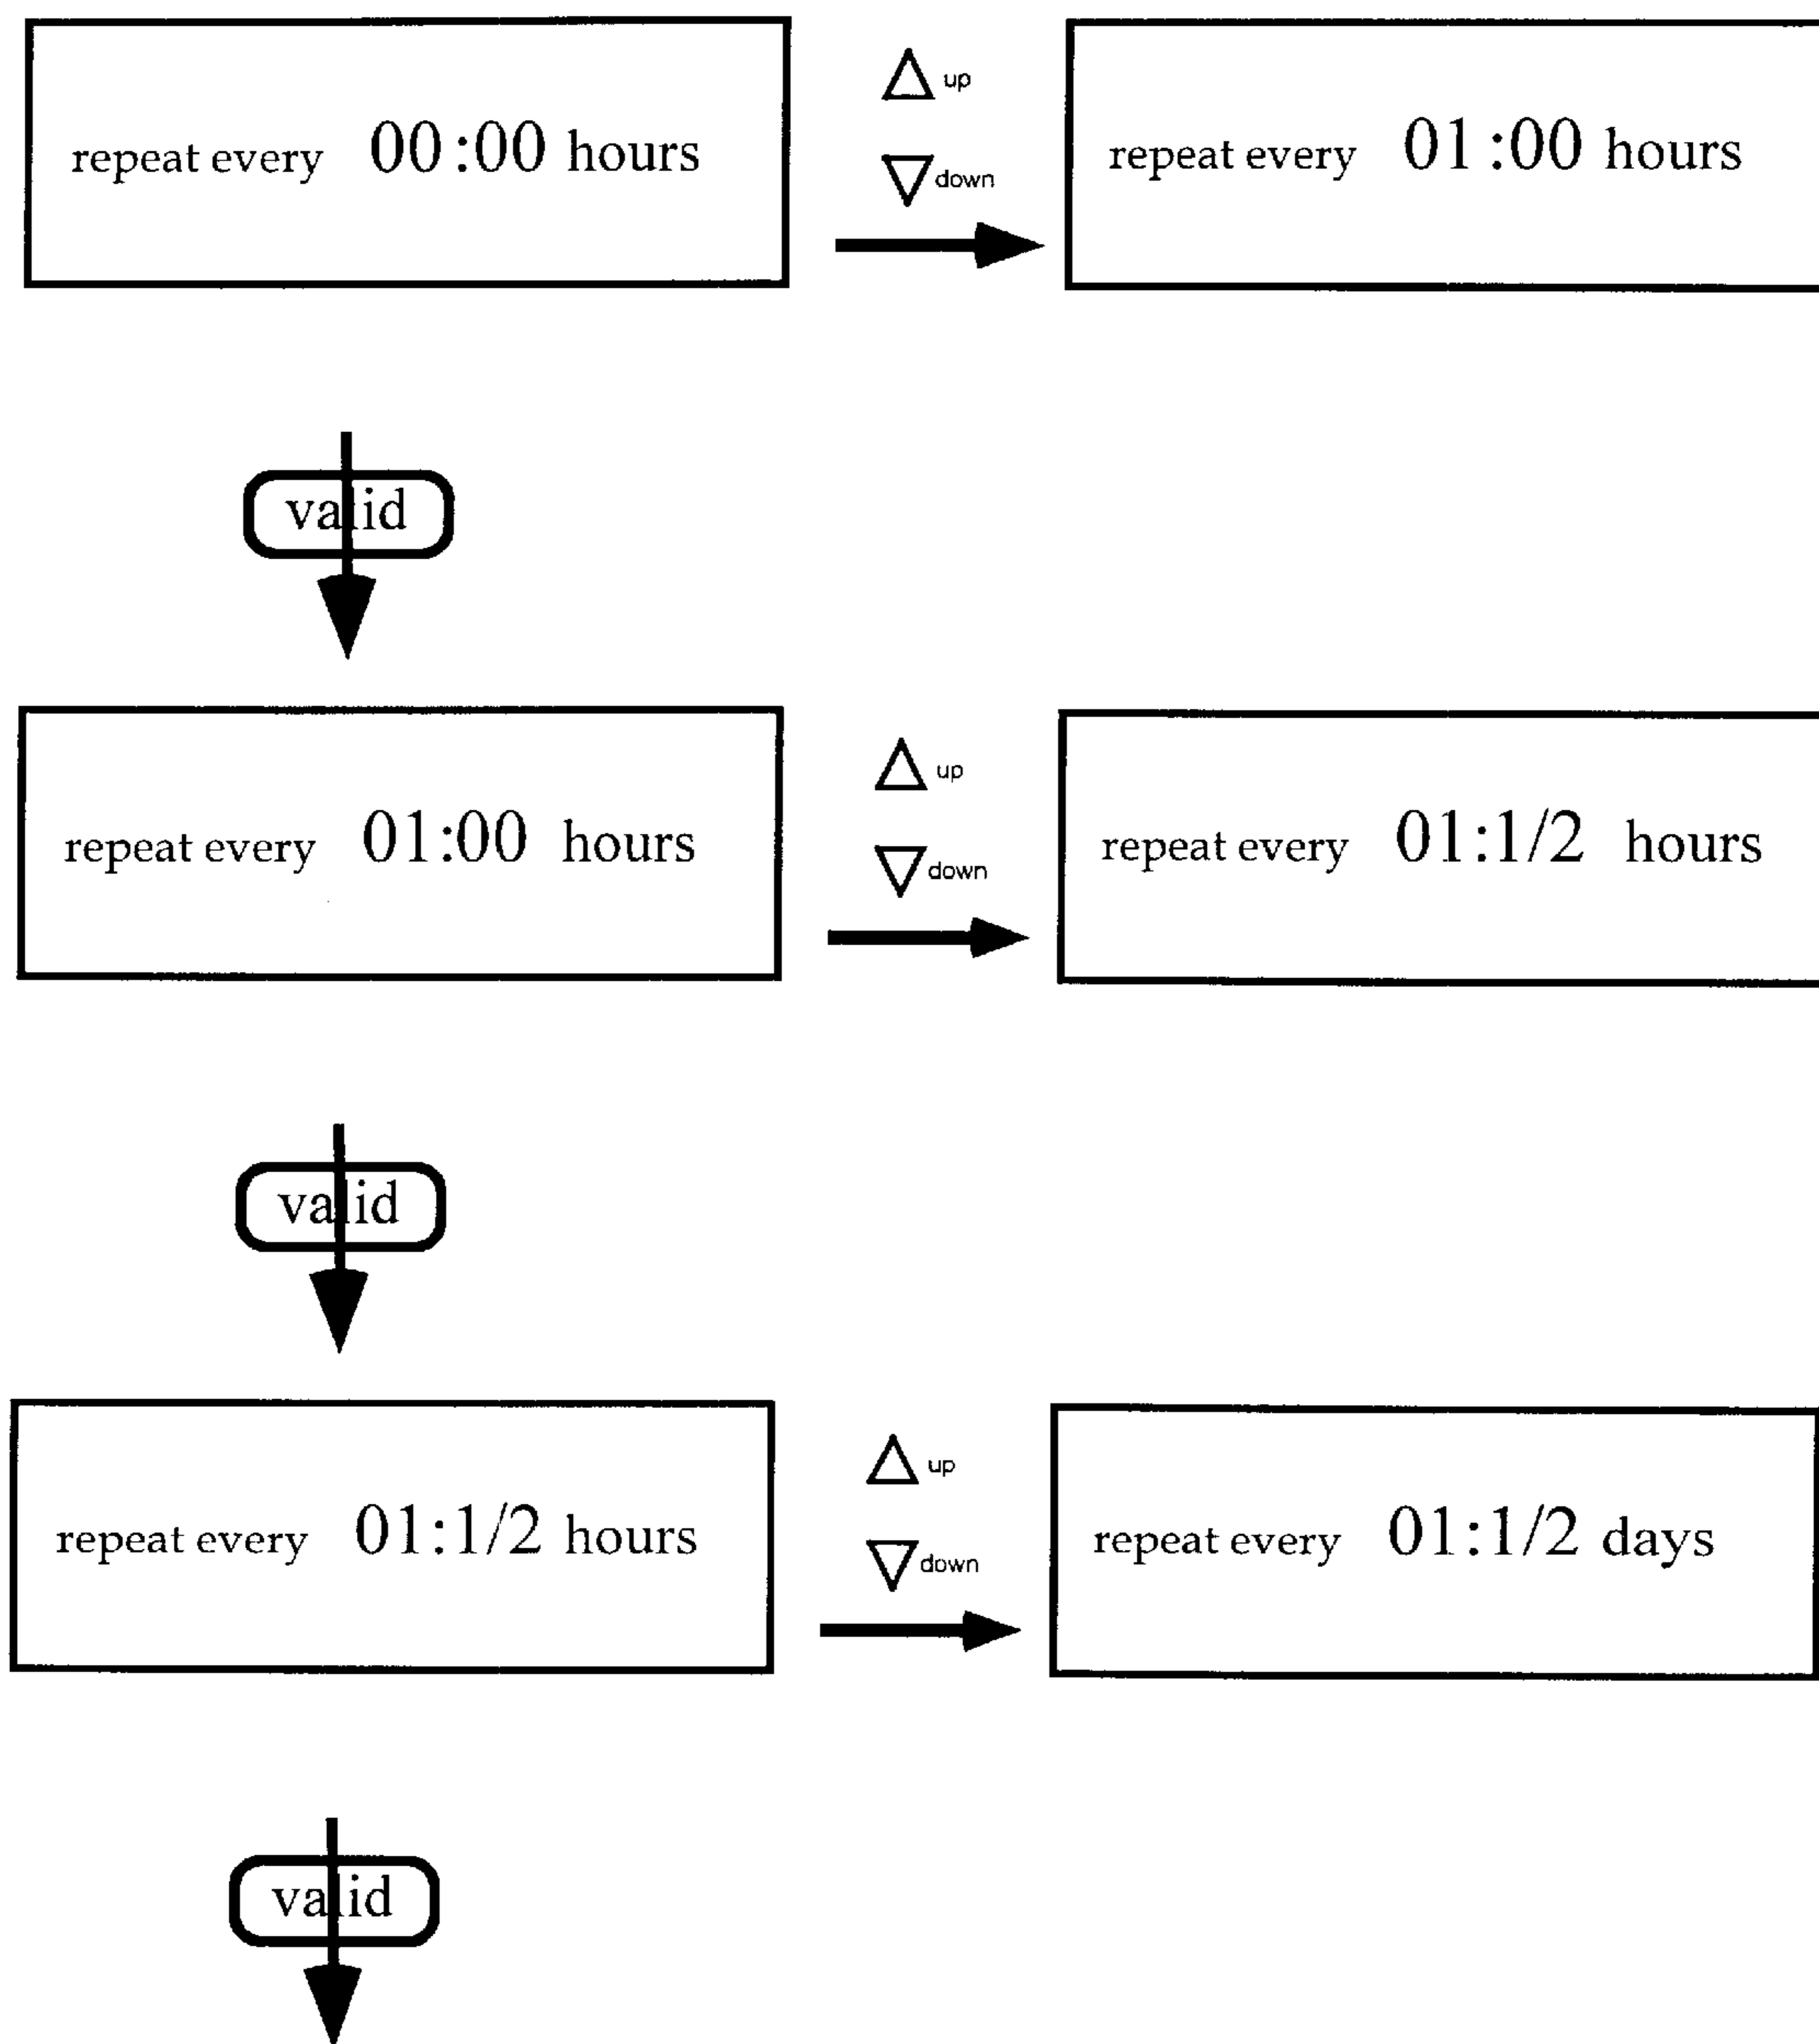 repeat every 00:00 hours
up
down
repeat every 01:00 hours
valid
repeat every 01:00 hours
up
down
repeat every 01:1/2 hours
valid
repeat every 01:1/2 hours
up
down
repeat every 01:1/2 days
valid